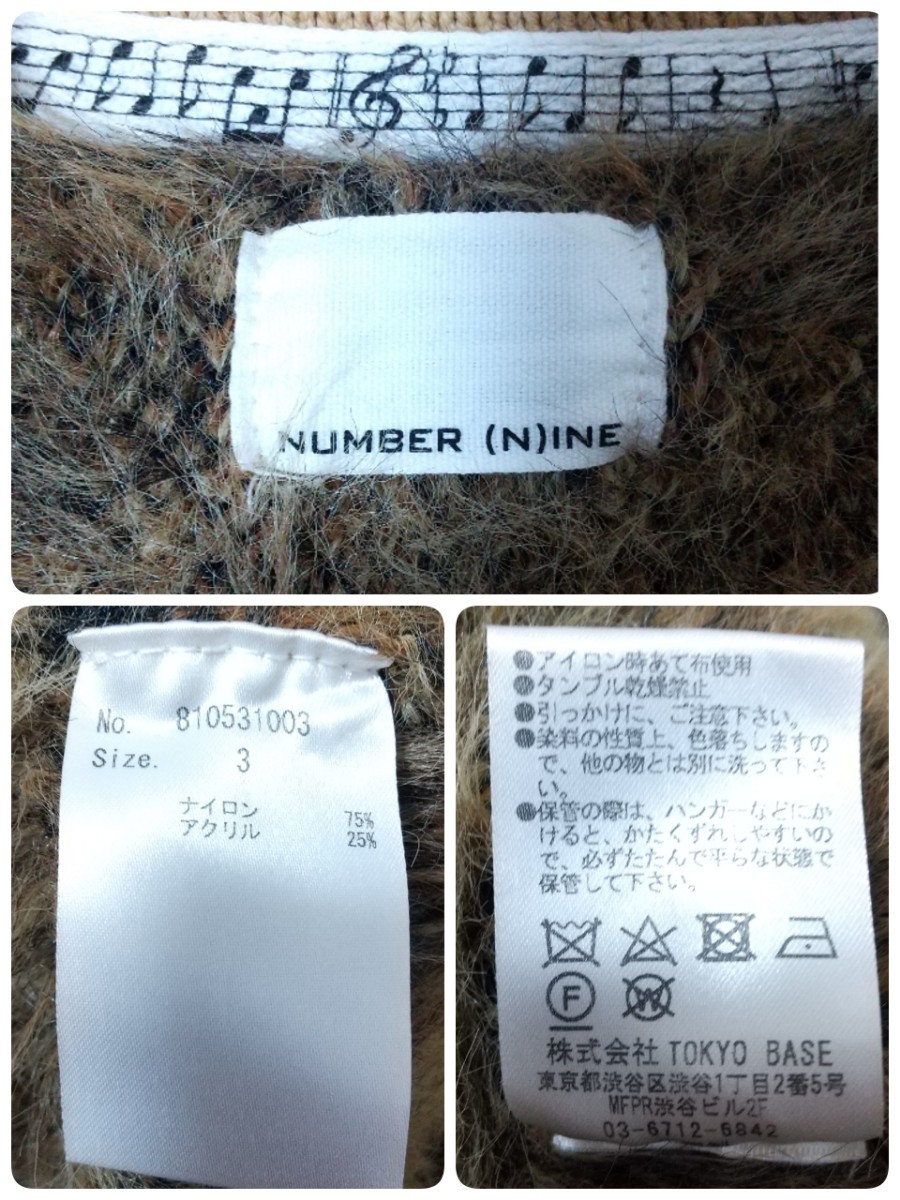 NUMBER (N)INE
No. 810531003
Size. 3
ナイロン 75%
アクリル 25%
●アイロン時あて布使用
●タンブル乾燥禁止
●引っかけに、ご注意下さい。
●染料の性質上、色落ちしますの
で、他の物とは別に洗って下さ
い。
●保管の際は、ハンガーなどにか
けると、かたくずれしやすいの
で、必ずたたんで平らな状態で
保管して下さい。
F W
株式会社 TOKYO BASE
東京都渋谷区渋谷1丁目2番5号
MFPR渋谷ビル2F
03-6712-6842